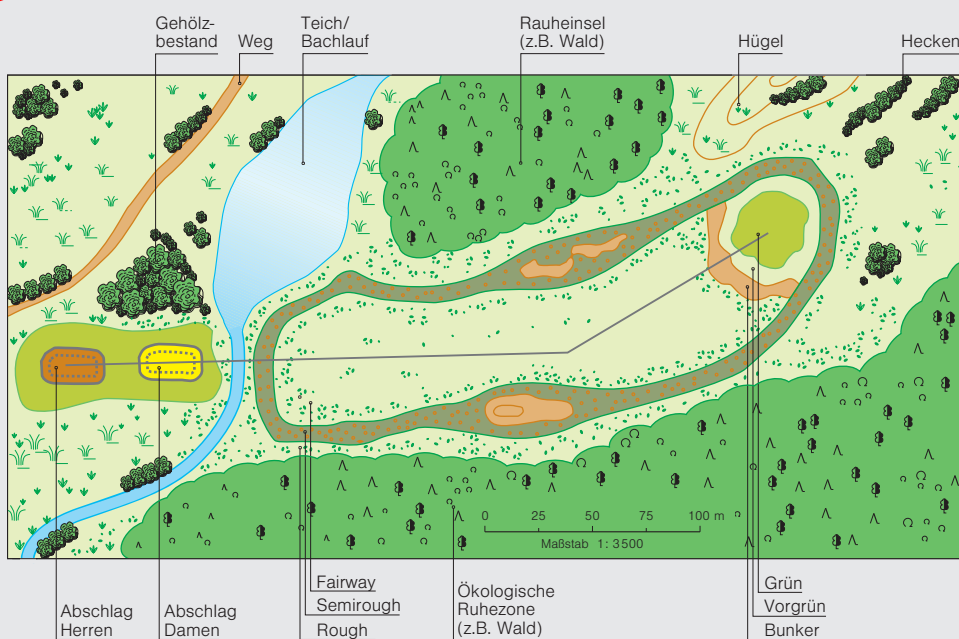 Gehölz-
bestand
Weg
Teich/
Bachlauf
Rauheinsel
(z.B. Wald)
Hügel
Hecken
0 25 50 75 100 m
Maßstab 1:3500
Abschlag
Herren
Abschlag
Damen
Fairway
Semirough
Rough
Ökologische
Ruhezone
(z.B. Wald)
Grün
Vorgrün
Bunker